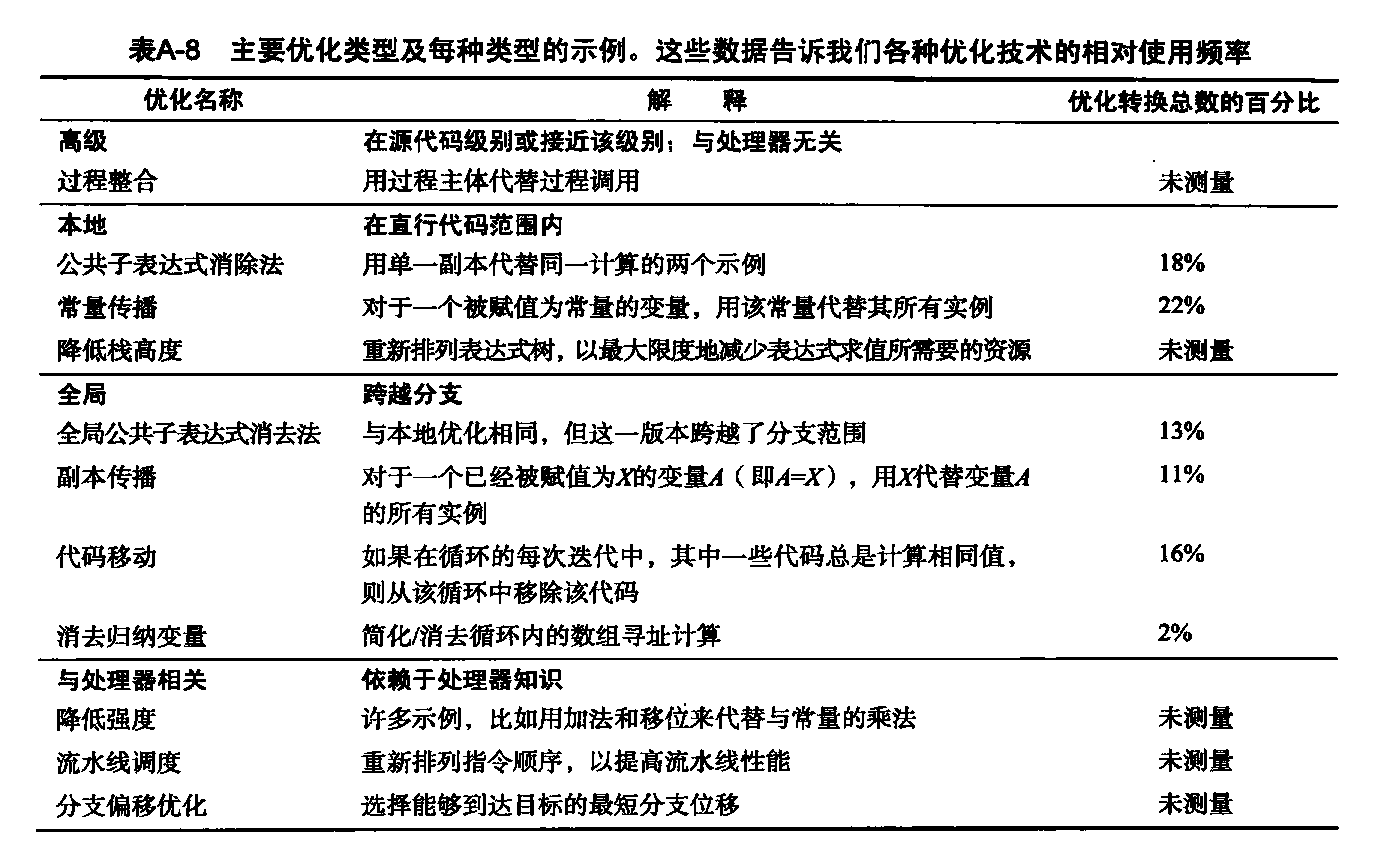 表A-8 主要优化类型及每种类型的示例。这些数据告诉我们各种优化技术的相对使用频率
优化名称 解 释 优化转换总数的百分比
高级 在源代码级别或接近该级别；与处理器无关
过程整合 用过程主体代替过程调用 未测量
本地 在直行代码范围内
公共子表达式消除法 用单一副本代替同一计算的两个示例 18%
常量传播 对于一个被赋值为常量的变量，用该常量代替其所有实例 22%
降低栈高度 重新排列表达式树，以最大限度地减少表达式求值所需要的资源 未测量
全局 跨越分支
全局公共子表达式消去法 与本地优化相同，但这一版本跨越了分支范围 13%
副本传播 对于一个已经被赋值为X的变量A（即A=X），用X代替变量A 11%
的所有实例
代码移动 如果在循环的每次迭代中，其中一些代码总是计算相同值， 16%
则从该循环中移除该代码
消去归纳变量 简化/消去循环内的数组寻址计算 2%
与处理器相关 依赖于处理器知识
降低强度 许多示例，比如用加法和移位来代替与常量的乘法 未测量
流水线调度 重新排列指令顺序，以提高流水线性能 未测量
分支偏移优化 选择能够到达目标的最短分支位移 未测量